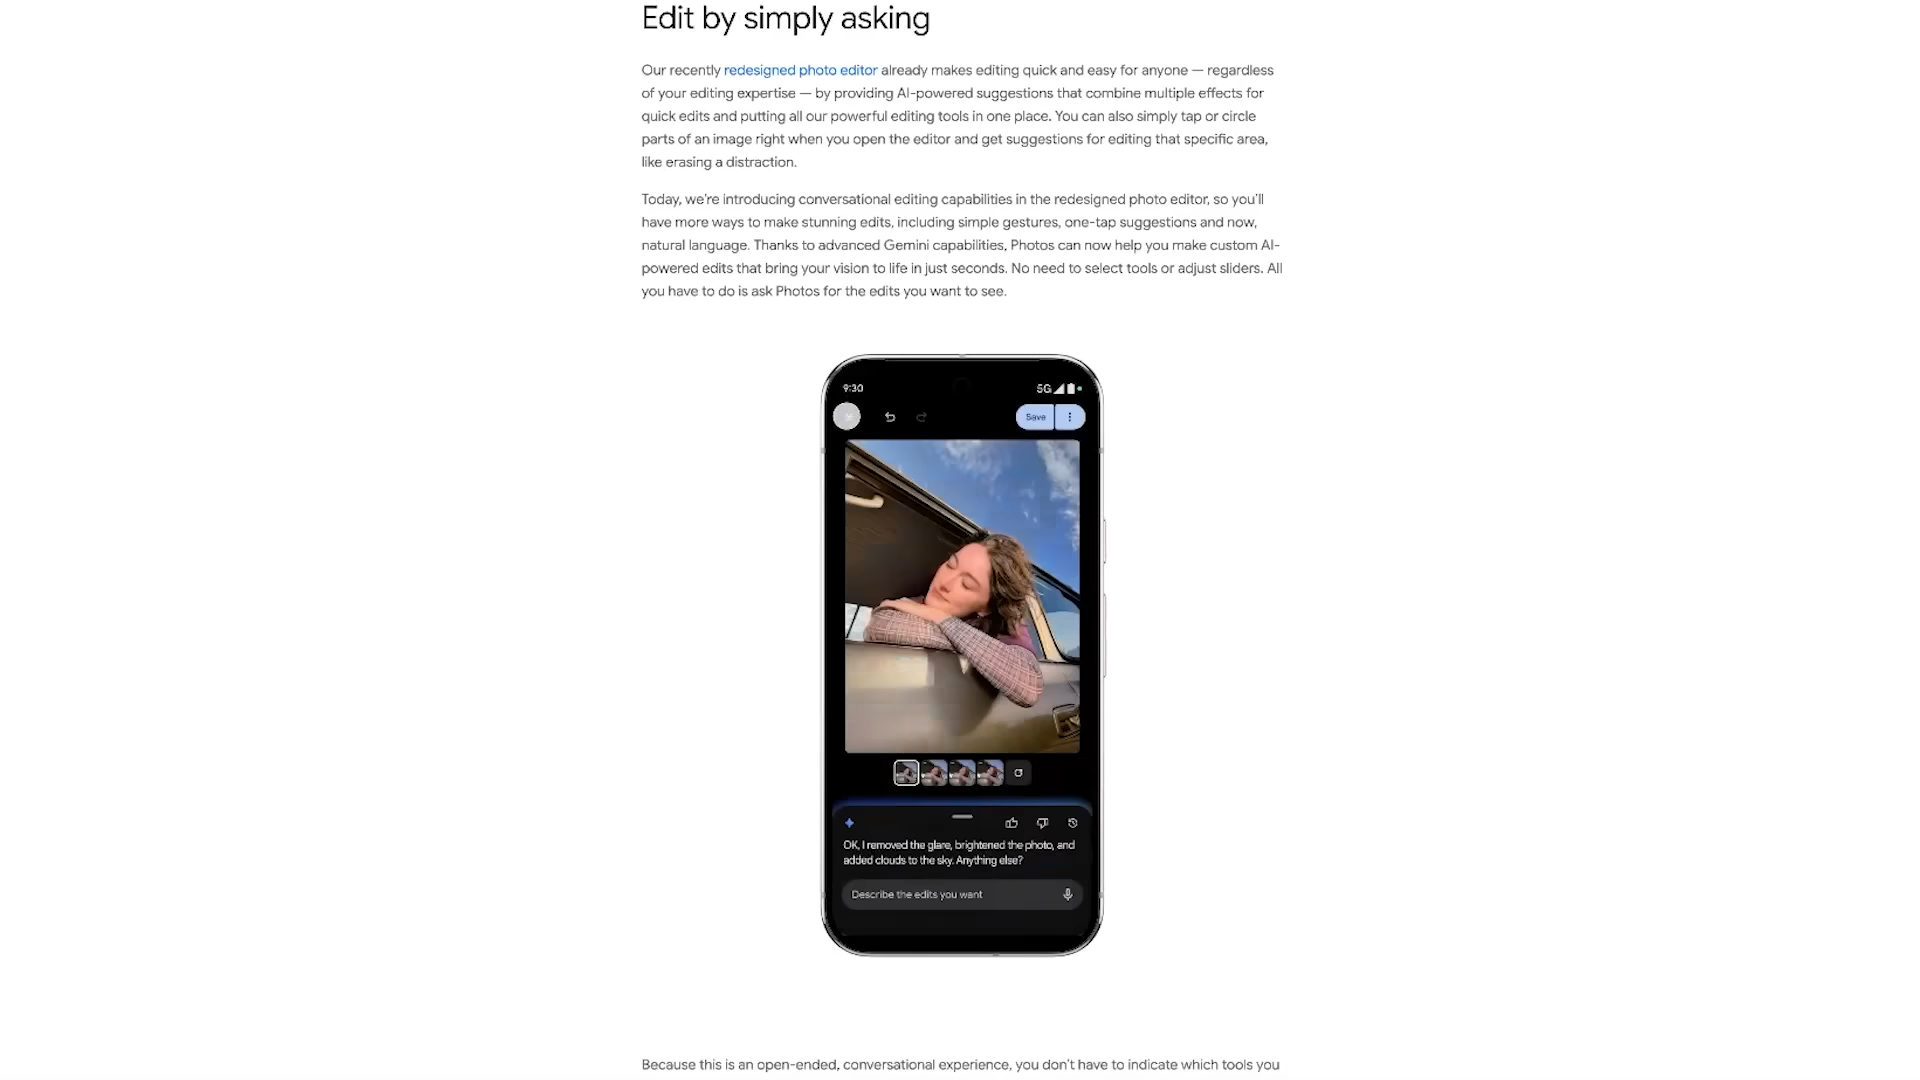 Edit by simply asking
Our recently redesigned photo editor already makes editing quick and easy for anyone — regardless
of your editing expertise — by providing AI-powered suggestions that combine multiple effects for
quick edits and putting all our powerful editing tools in one place. You can also simply tap or circle
parts of an image right when you open the editor and get suggestions for editing that specific area,
like erasing a distraction.
Today, we're introducing conversational editing capabilities in the redesigned photo editor, so you'll
have more ways to make stunning edits, including simple gestures, one-tap suggestions and now,
natural language. Thanks to advanced Gemini capabilities, Photos can now help you make custom AI-
powered edits that bring your vision to life in just seconds. No need to select tools or adjust sliders. All
you have to do is ask Photos for the edits you want to see.
9:30 5G
Save
OK, I removed the glare, brightened the photo, and
added clouds to the sky. Anything else?
Describe the edits you want
Because this is an open-ended, conversational experience, you don't have to indicate which tools you